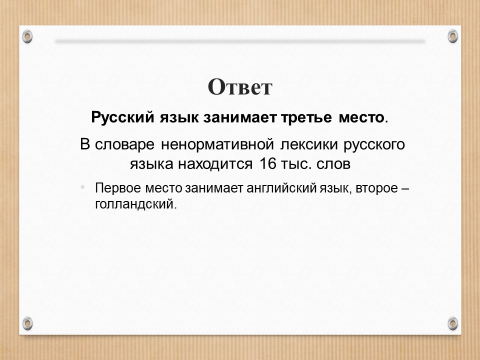 Ответ
Русский язык занимает третье место.
В словаре ненормативной лексики русского
языка находится 16 тыс. слов
• Первое место занимает английский язык, второе –
голландский.